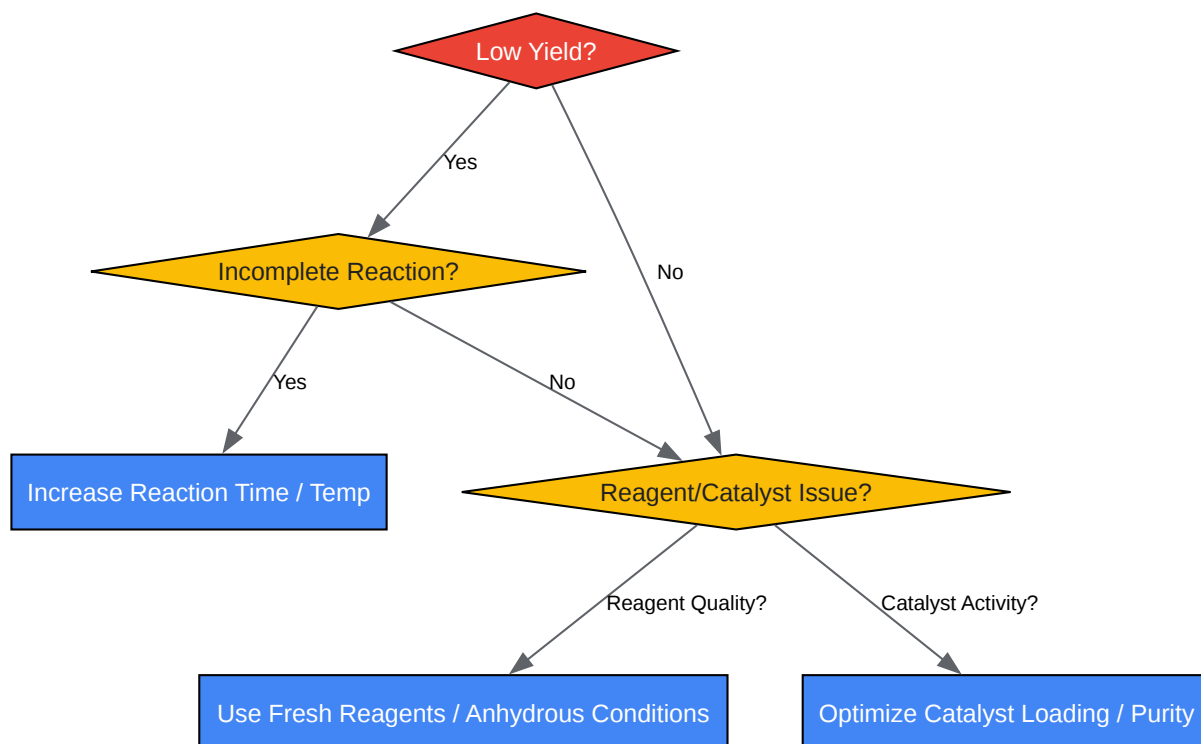 Low Yield?
Yes
Incomplete Reaction?
No
Yes
No
Increase Reaction Time / Temp
Reagent/Catalyst Issue?
Reagent Quality?
Catalyst Activity?
Use Fresh Reagents / Anhydrous Conditions
Optimize Catalyst Loading / Purity